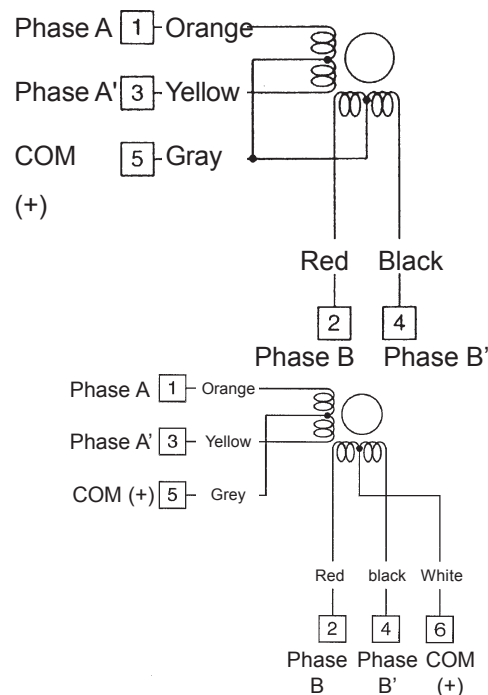 Phase A 1 Orange
Phase A' 3 Yellow
COM 5 Gray
(+)
Red Black
2 4
Phase B Phase B'
Phase A 1 Orange
Phase A' 3 Yellow
COM (+) 5 Grey
Red black White
2 4 6
Phase Phase COM
B B' (+)